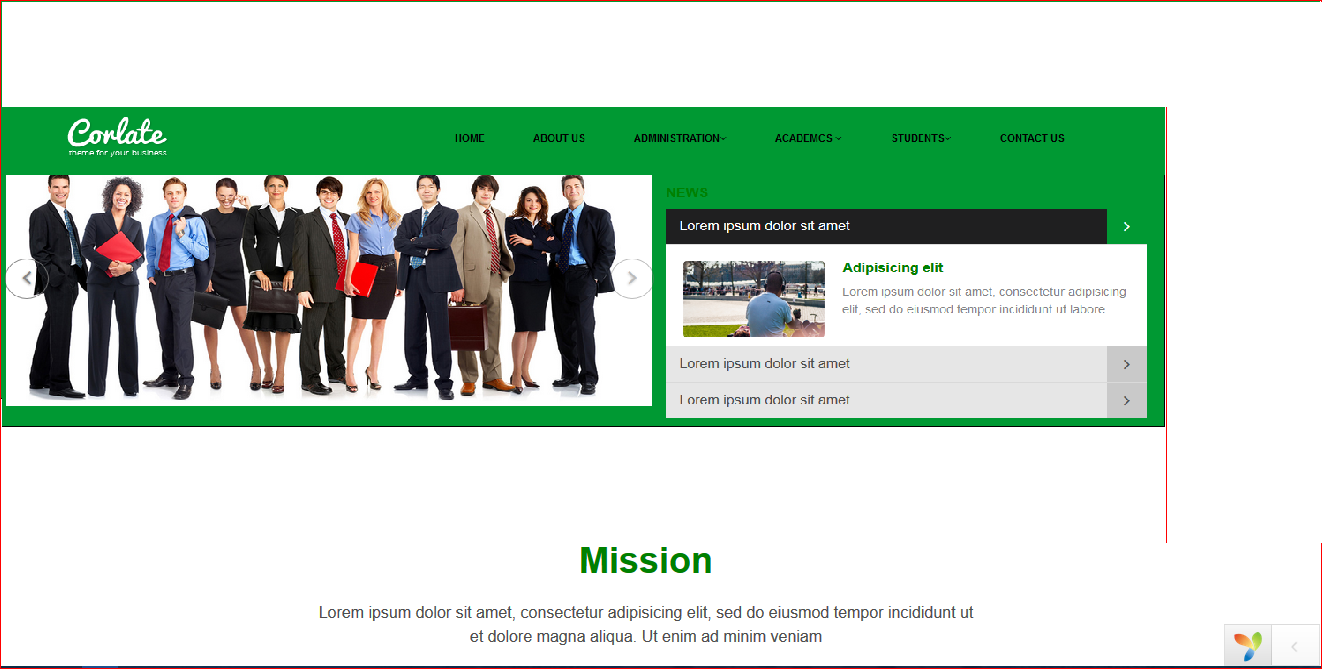 Corlate
theme for your business
HOME
ABOUT US
ADMINISTRATION
ACADEMCS
STUDENTS
CONTACT US
NEWS
Lorem ipsum dolor sit amet
Adipisicing elit
Lorem ipsum dolor sit amet, consectetur adipisicing
elit, sed do eiusmod tempor incididunt ut labore
Lorem ipsum dolor sit amet
Lorem ipsum dolor sit amet
Mission
Lorem ipsum dolor sit amet, consectetur adipisicing elit, sed do eiusmod tempor incididunt ut
et dolore magna aliqua. Ut enim ad minim veniam